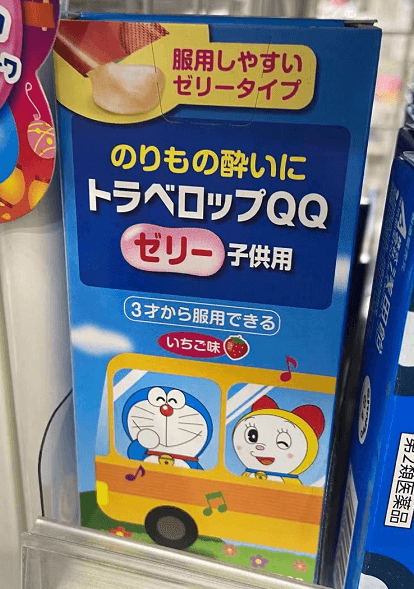 服用しやすい
ゼリータイプ
のりもの酔いに
トラベロップQQ
ゼリー 子供用
3才から服用できる
いちご味
第2類医薬品